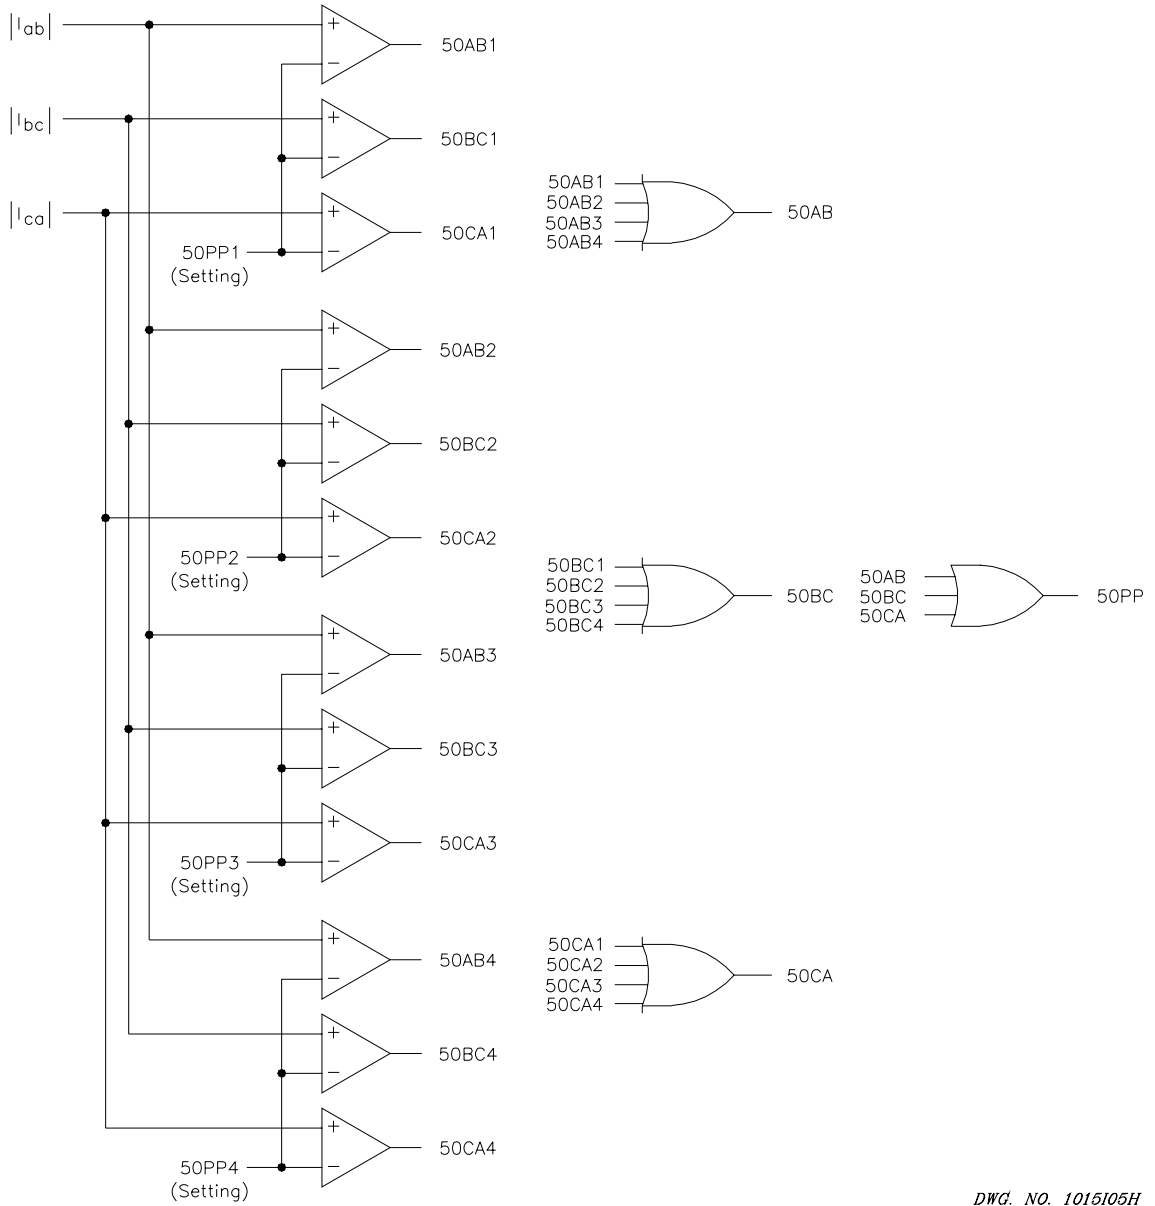 |Iab|
+
50AB1
−
|Ibc|
+
50BC1
−
|Ica|
+
50CA1
50PP1
−
(Setting)
+
50AB2
−
+
50BC2
−
+
50CA2
50PP2
−
(Setting)
+
50AB3
−
+
50BC3
−
+
50CA3
50PP3
−
(Setting)
+
50AB4
−
+
50BC4
−
+
50CA4
50PP4
−
(Setting)
50AB1
50AB2
50AB3
50AB4
50AB
50BC1
50BC2
50BC3
50BC4
50BC
50CA1
50CA2
50CA3
50CA4
50CA
50AB
50BC
50CA
50PP
DWG. NO. 1015I05H